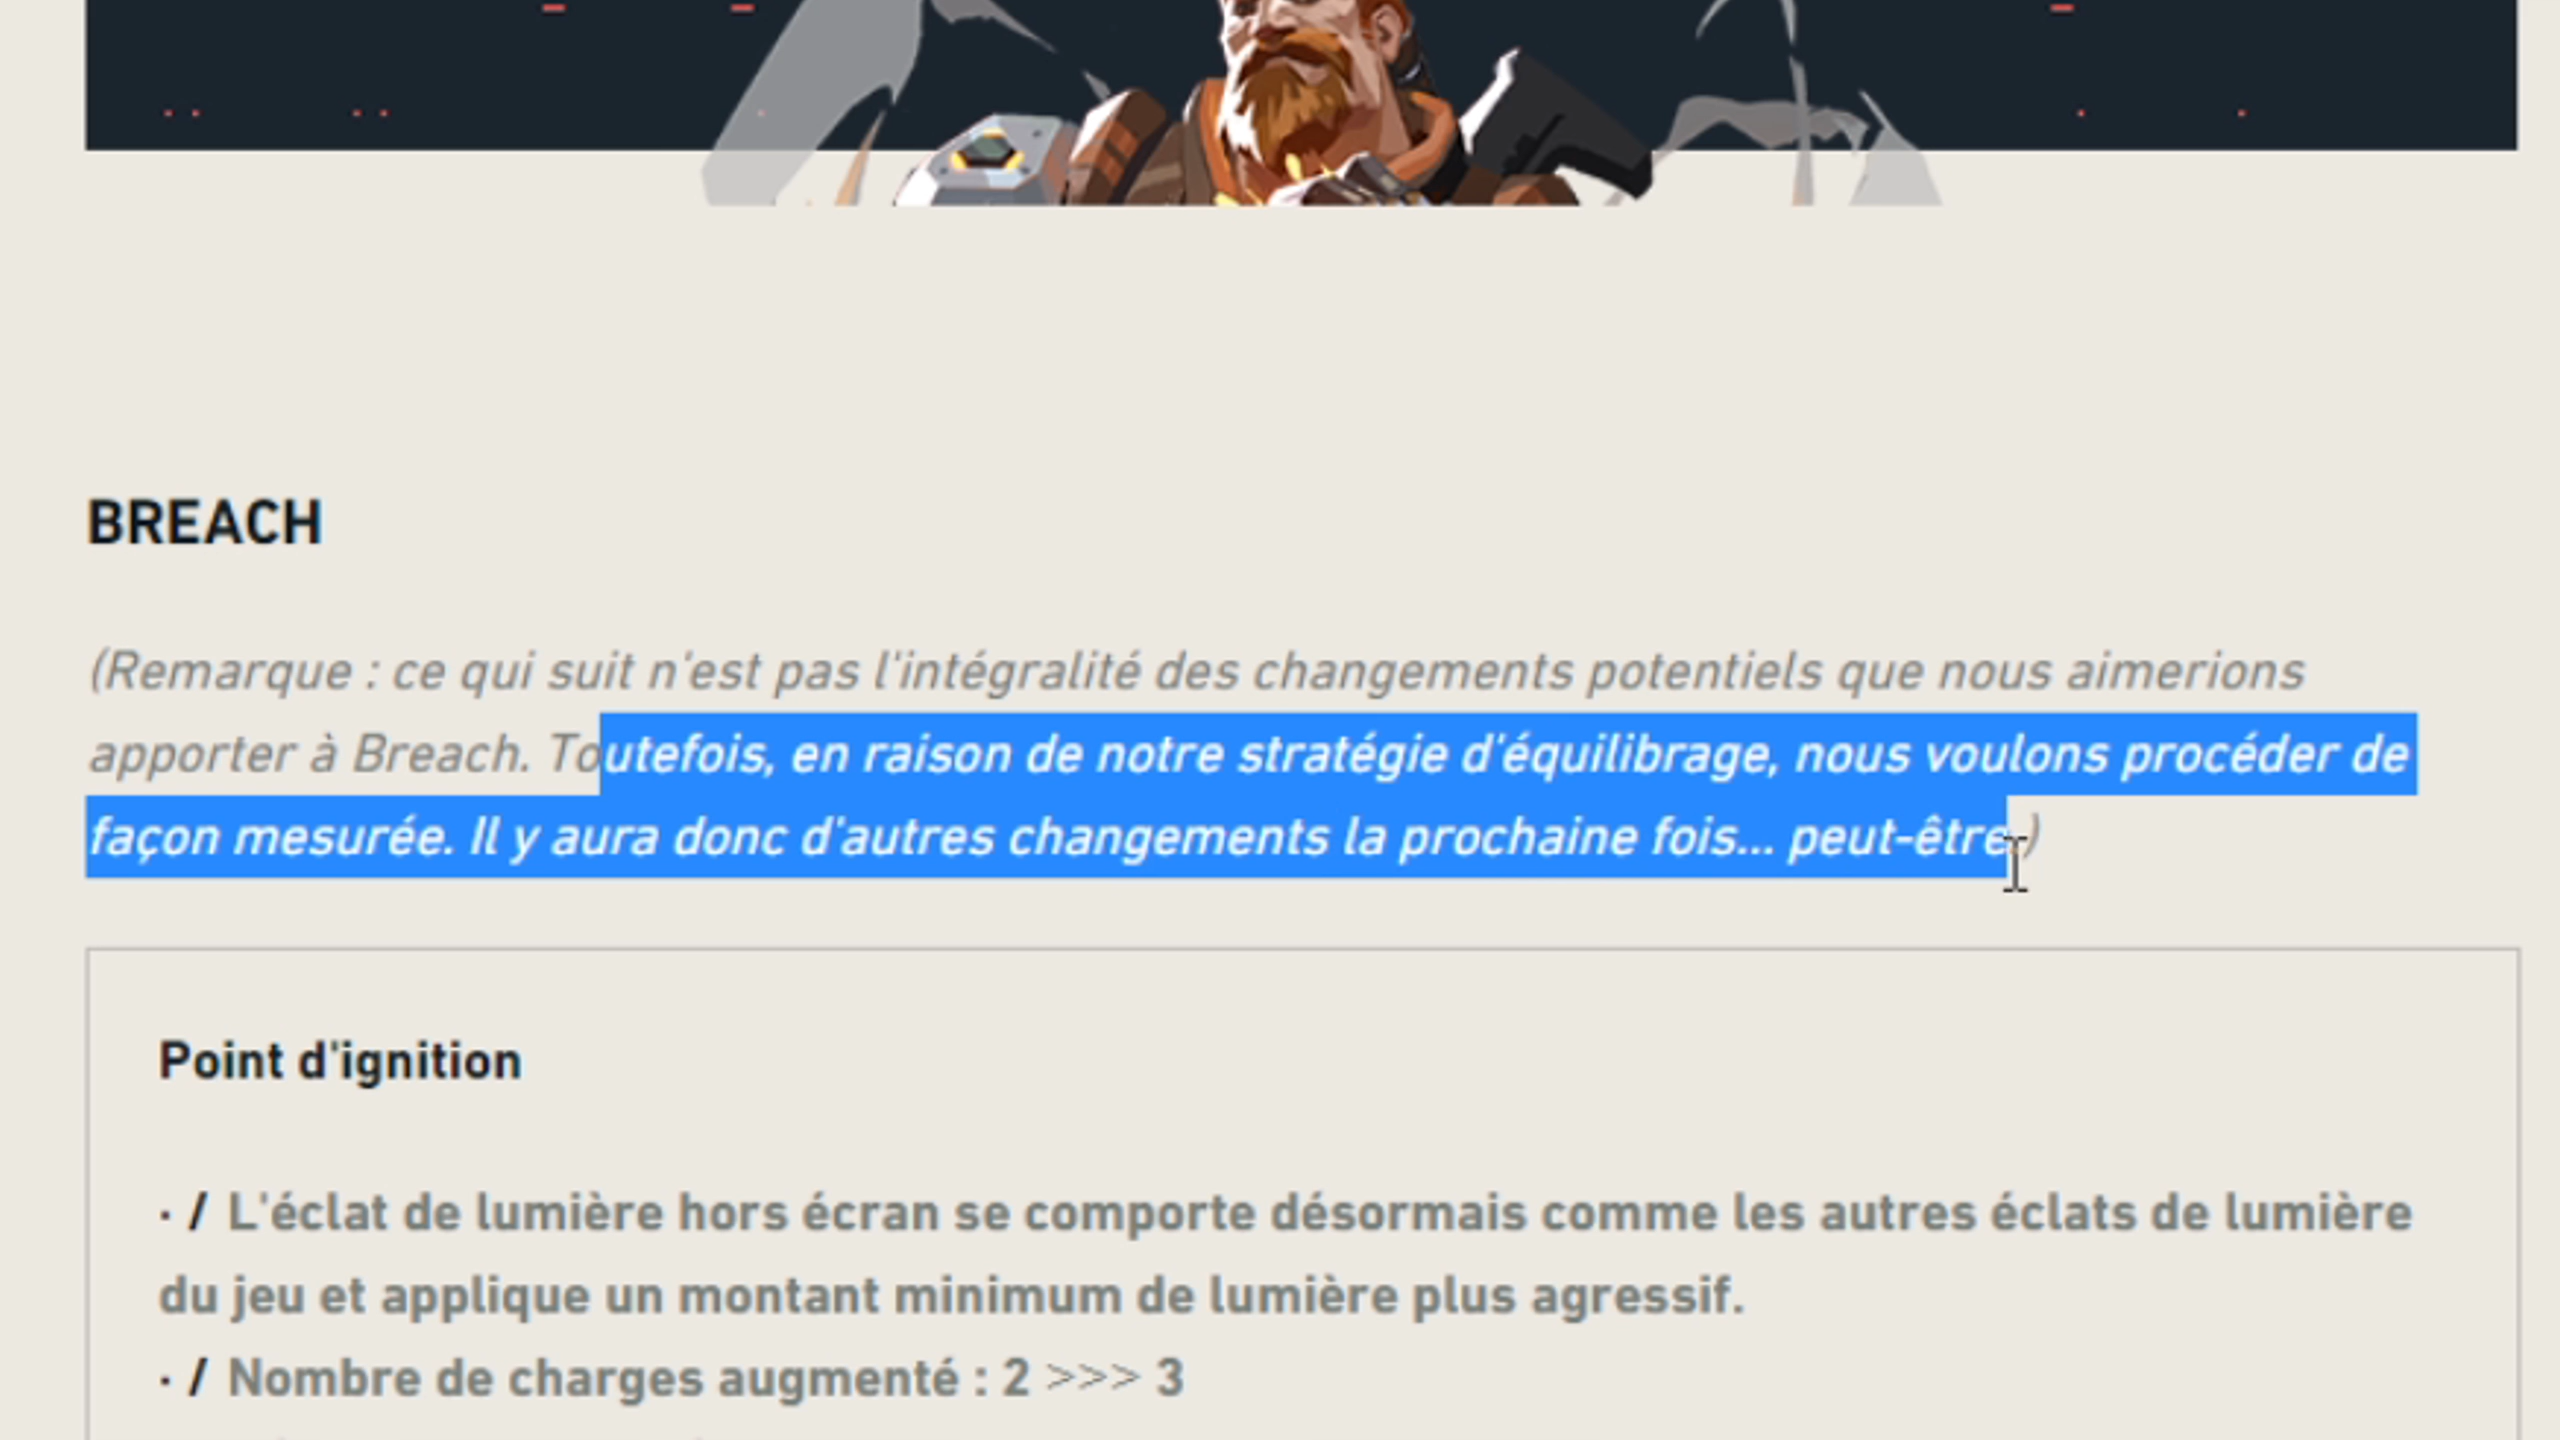 BREACH
(Remarque : ce qui suit n'est pas l'intégralité des changements potentiels que nous aimerions
apporter à Breach. Toutefois, en raison de notre stratégie d'équilibrage, nous voulons procéder de
façon mesurée. Il y aura donc d'autres changements la prochaine fois... peut-être.)
Point d'ignition
· / L'éclat de lumière hors écran se comporte désormais comme les autres éclats de lumière
du jeu et applique un montant minimum de lumière plus agressif.
· / Nombre de charges augmenté : 2 >>> 3